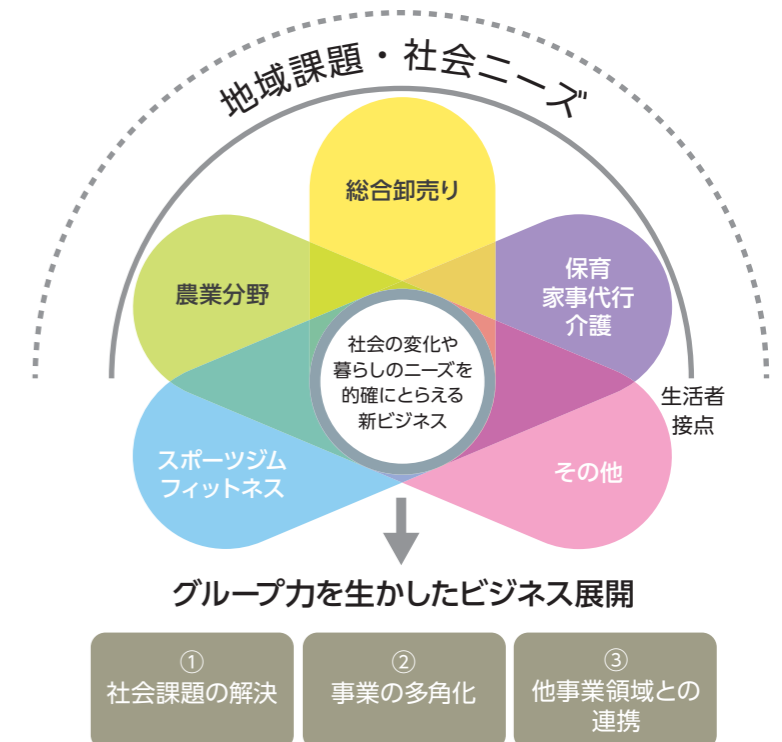 地域課題・社会ニーズ
総合卸売り
農業分野
保育
家事代行
介護
社会の変化や
暮らしのニーズを
的確にとらえる
新ビジネス
生活者
接点
スポーツジム
フィットネス
その他
グループ力を生かしたビジネス展開
①
社会課題の解決
②
事業の多角化
③
他事業領域との
連携